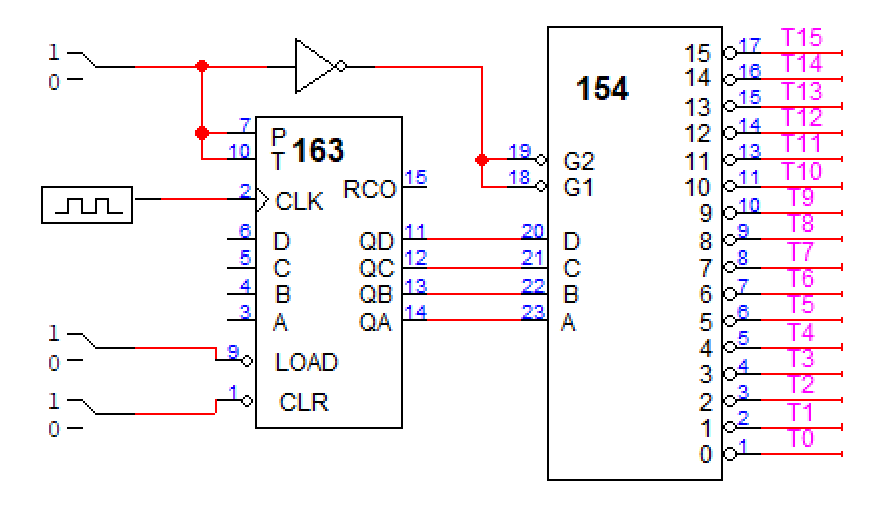 1
0
7 P
10 T
163
2 CLK
RCO 15
6 D
5 C
4 B
3 A
QD 11
QC 12
QB 13
QA 14
1
0
9 LOAD
1
0
1 CLR
154
19 G2
18 G1
20 D
21 C
22 B
23 A
15 17 T15
14 16 T14
13 15 T13
12 14 T12
11 13 T11
10 11 T10
9 10 T9
8 9 T8
7 8 T7
6 7 T6
5 6 T5
4 5 T4
3 4 T3
2 3 T2
1 2 T1
0 1 T0